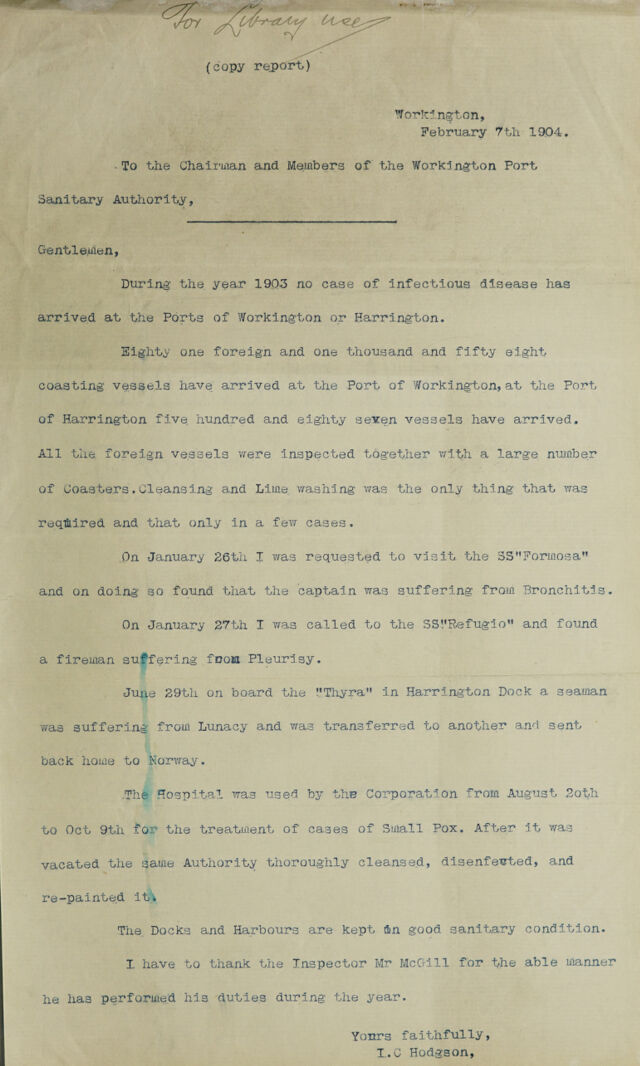 For Library use
(copy report)
Workington,
February 7th 1904.
To the Chairman and Members of the Workington Port
Sanitary Authority,
Gentlemen,
During the year 1903 no case of infectious disease has
arrived at the Ports of Workington or Harrington.
Eighty one foreign and one thousand and fifty eight
coasting vessels have arrived at the Port of Workington, at the Port
of Harrington five hundred and eighty seven vessels have arrived.
All the foreign vessels were inspected together with a large number
of Coasters.Cleansing and Lime washing was the only thing that was
required and that only in a few cases.
On January 26th I was requested to visit the SS"Formosa"
and on doing so found that the captain was suffering from Bronchitis.
On January 27th I was called to the SS"Refugio" and found
a fireman suffering from Pleurisy.
June 29th on board the "Thyra" in Harrington Dock a seaman
was suffering from Lunacy and was transferred to another and sent
back home to Norway.
The Hospital was used by the Corporation from August 20th
to Oct 9th for the treatment of cases of Small Pox. After it was
vacated the same Authority thoroughly cleansed, disenfected, and
re-painted it.
The Docks and Harbours are kept in good sanitary condition.
I have to thank the Inspector Mr McGill for the able manner
he has performed his duties during the year.
Yours faithfully,
I.C Hodgson,